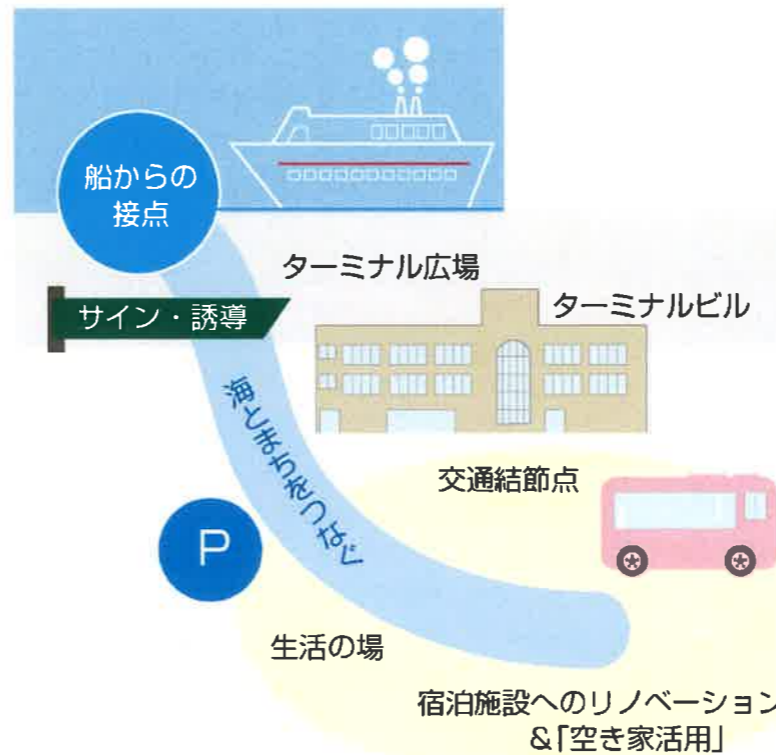 船からの
接点
ターミナル広場
ターミナルビル
サイン・誘導
海とまちをつなぐ
交通結節点
P
生活の場
宿泊施設へのリノベーション
&「空き家活用」